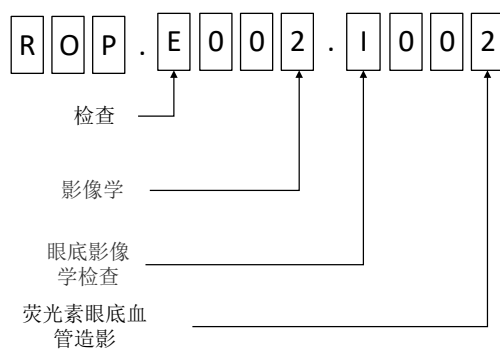 ROP.E002.I002
检查
影像学
眼底影像
学检查
荧光素眼底血
管造影